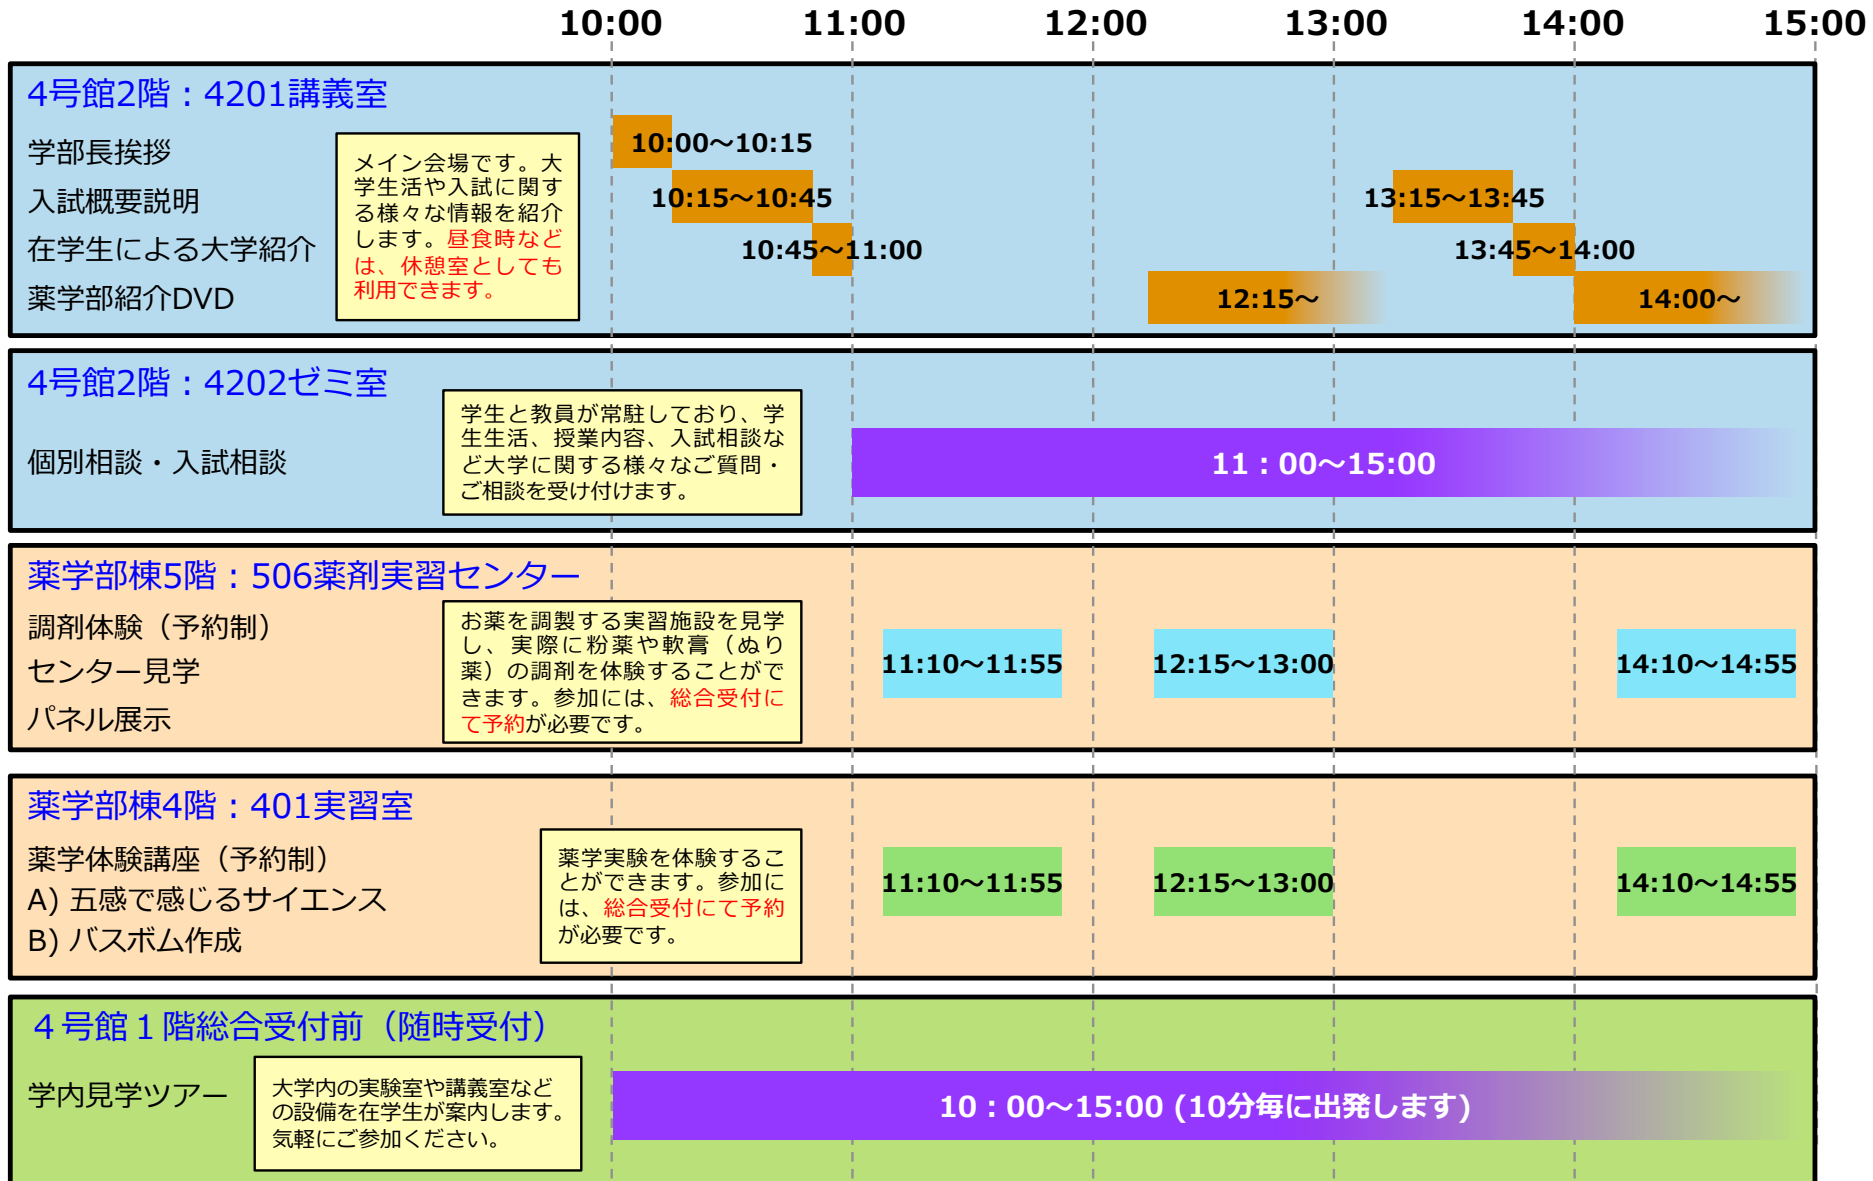 10:00 11:00 12:00 13:00 14:00 15:00
4号館2階：4201講義室
学部長挨拶
入試概要説明
在学生による大学紹介
薬学部紹介DVD
メイン会場です。大
学生活や入試に関す
る様々な情報を紹介
します。昼食時など
は、休憩室としても
利用できます。
10:00～10:15
10:15～10:45
13:15～13:45
10:45～11:00
13:45～14:00
12:15～
14:00～
4号館2階：4202ゼミ室
個別相談・入試相談
学生と教員が常駐しており、学
生生活、授業内容、入試相談な
ど大学に関する様々なご質問・
ご相談を受け付けます。
11：00～15:00
薬学部棟5階：506薬剤実習センター
調剤体験（予約制）
センター見学
パネル展示
お薬を調製する実習施設を見学
し、実際に粉薬や軟膏（ぬり
薬）の調剤を体験することがで
きます。参加には、総合受付に
て予約が必要です。
11:10～11:55
12:15～13:00
14:10～14:55
薬学部棟4階：401実習室
薬学体験講座（予約制）
A) 五感で感じるサイエンス
B) バスボム作成
薬学実験を体験するこ
とができます。参加に
は、総合受付にて予約
が必要です。
11:10～11:55
12:15～13:00
14:10～14:55
４号館１階総合受付前（随時受付）
学内見学ツアー
大学内の実験室や講義室など
の設備を在学生が案内します。
気軽にご参加ください。
10：00～15:00 (10分毎に出発します)